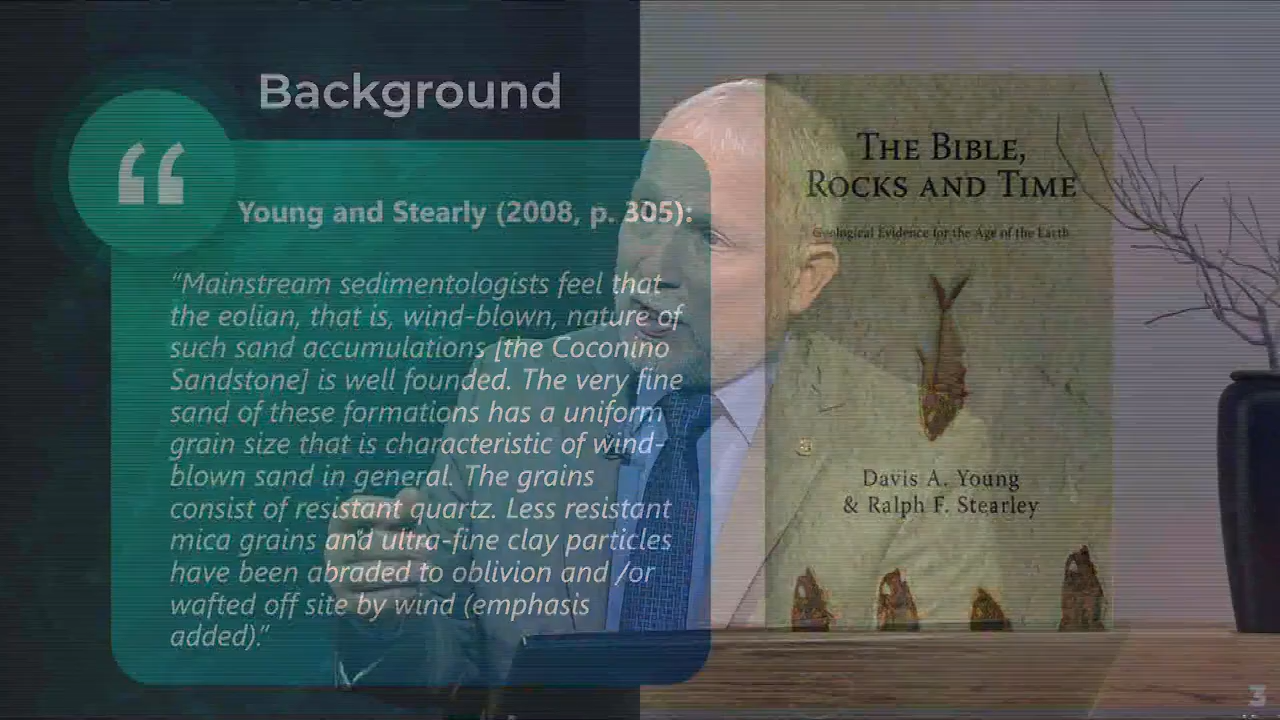 Background
Young and Stearly (2008, p. 305):
“Mainstream sedimentologists feel that
the eolian, that is, wind-blown, nature of
such sand accumulations [the Coconino
Sandstone] is well founded. The very fine
sand of these formations has a uniform
grain size that is characteristic of wind-
blown sand in general. The grains
consist of resistant quartz. Less resistant
mica grains and ultra-fine clay particles
have been abraded to oblivion and /or
wafted off site by wind (emphasis
added).”
THE BIBLE,
ROCKS AND TIME
Geological Evidence for the Age of the Earth
Davis A. Young
& Ralph F. Stearley
3